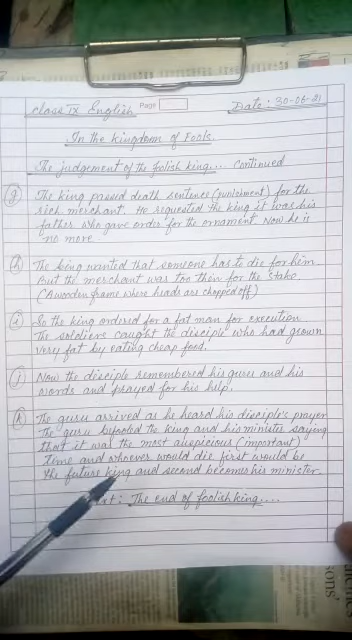 Class IX English Page Date: 30-06-21
In the kingdom of Fools.
The judgement of the foolish king.... Continued
(g) The king passed death sentence (punishment) for the
rich merchant. He requested the king it was his
father who gave order for the ornament. Now he is
no more.
(h) The king wanted that someone has to die for him.
But the merchant was too thin for the stake
(A wooden frame where heads are chopped off)
(i) So the king ordered for a fat man for execution.
The soldiers caught the disciple who had grown
very fat by eating cheap food.
(j) Now the disciple remembered his guru and his
words and prayed for his help.
(k) The guru arrived as he heard his disciple's prayer
The guru befooled the king and his minister saying
that it was the most auspicious (important)
time and whoever would die first would be
the future king and second becomes his minister.
t: The end of foolish king....
sons'